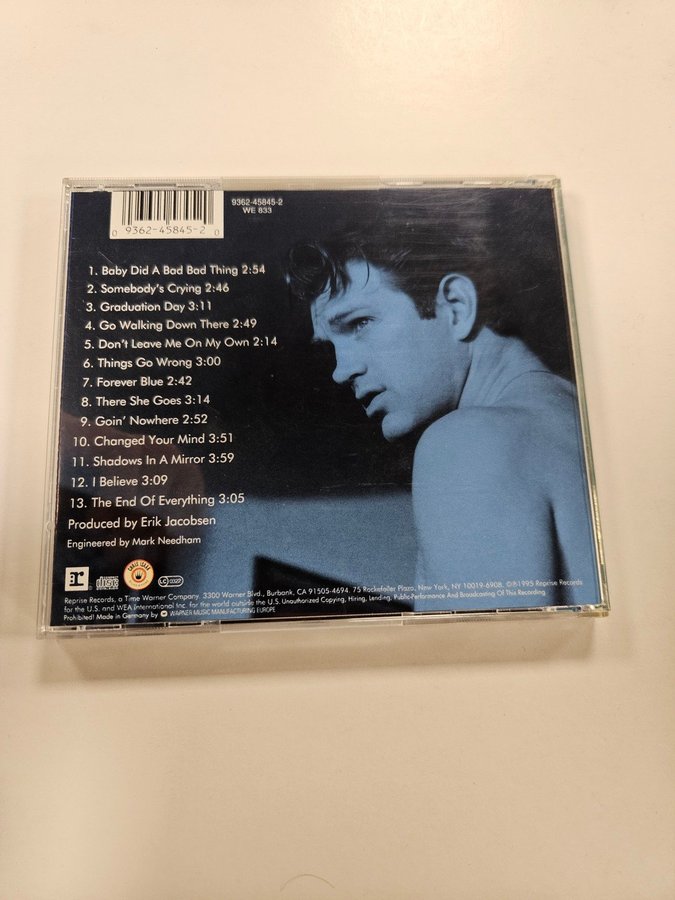 9362-45845-2
WE 833
0 9362-45845-2 0
1. Baby Did A Bad Bad Thing 2:54
2. Somebody's Crying 2:46
3. Graduation Day 3:11
4. Go Walking Down There 2:49
5. Don't Leave Me On My Own 2:14
6. Things Go Wrong 3:00
7. Forever Blue 2:42
8. There She Goes 3:14
9. Goin' Nowhere 2:52
10. Changed Your Mind 3:51
11. Shadows In A Mirror 3:59
12. I Believe 3:09
13. The End Of Everything 3:05
Produced by Erik Jacobsen
Engineered by Mark Needham
CHRIS ISAAK
disc
LC 0322
Reprise Records, a Time Warner Company. 3300 Warner Blvd., Burbank, CA 91505-4694. 75 Rockefeller Plaza, New York, NY 10019-6908. ©℗1995 Reprise Records
for the U.S. and WEA International Inc. for the world outside the U.S. Unauthorized Copying, Hiring, Lending, Public Performance And Broadcasting Of This Recording
Prohibited! Made in Germany by WARNER MUSIC MANUFACTURING EUROPE